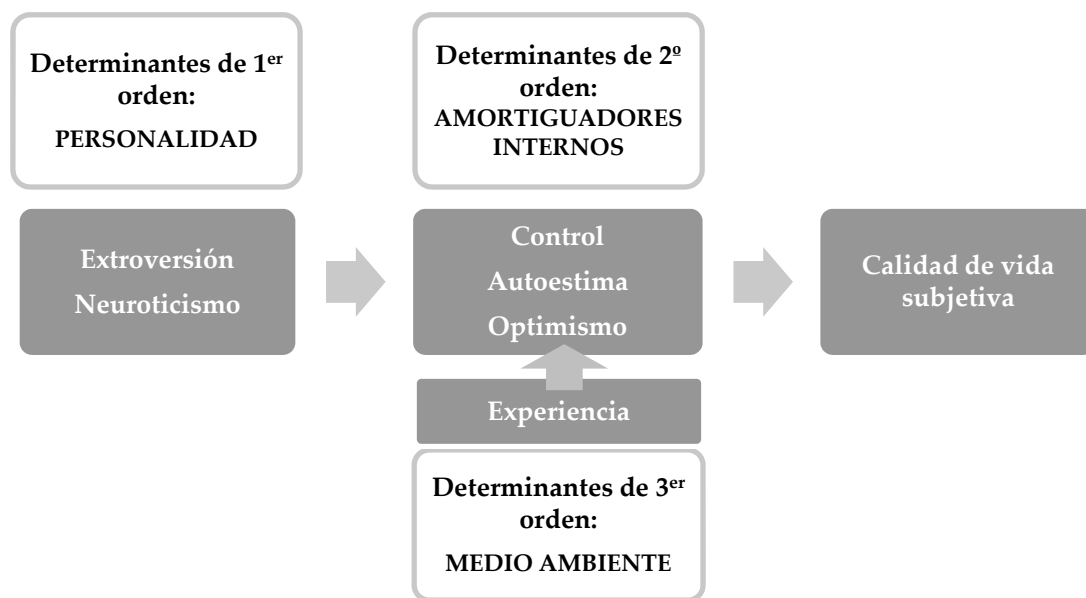 Determinantes de 1er
orden:
PERSONALIDAD
Determinantes de 2º
orden:
AMORTIGUADORES
INTERNOS
Extroversión
Neuroticismo
Control
Autoestima
Optimismo
Calidad de vida
subjetiva
Experiencia
Determinantes de 3er
orden:
MEDIO AMBIENTE